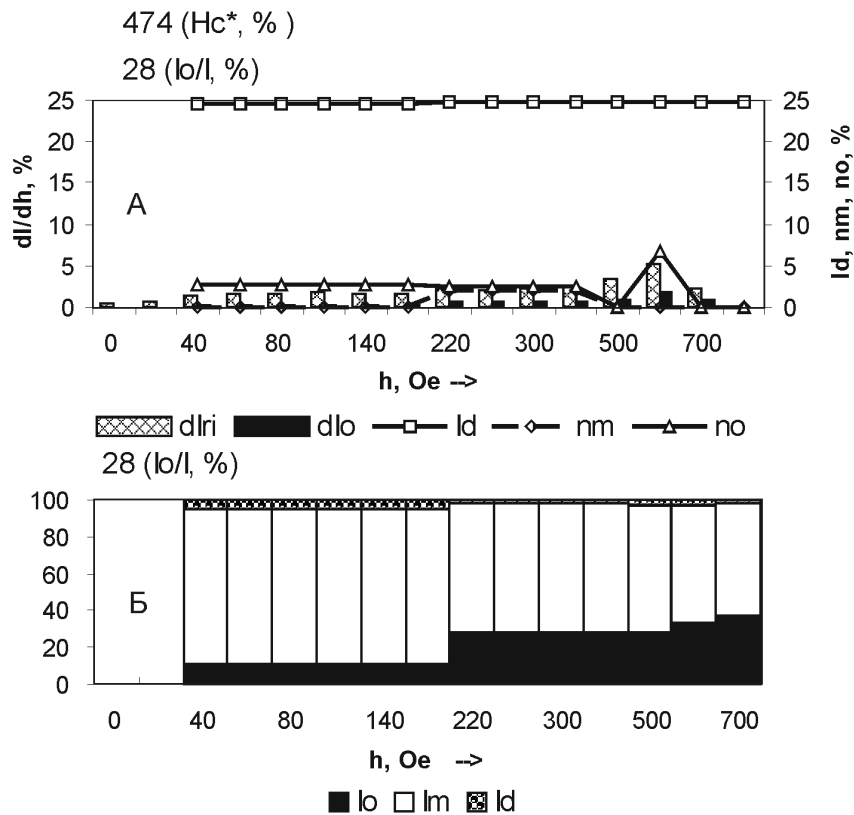 474 (Hc*, % )
28 (Io/I, %)
25 25
20 20
15 15
10 10
5 5
0 0
dI/dh, %
А
Id, nm, no, %
0 40 80 140 220 300 500 700
h, Oe -->
dIri dIo Id nm no
28 (Io/I, %)
100
80
60
40
20
0
Б
0 40 80 140 220 300 500 700
h, Oe -->
Io Im Id